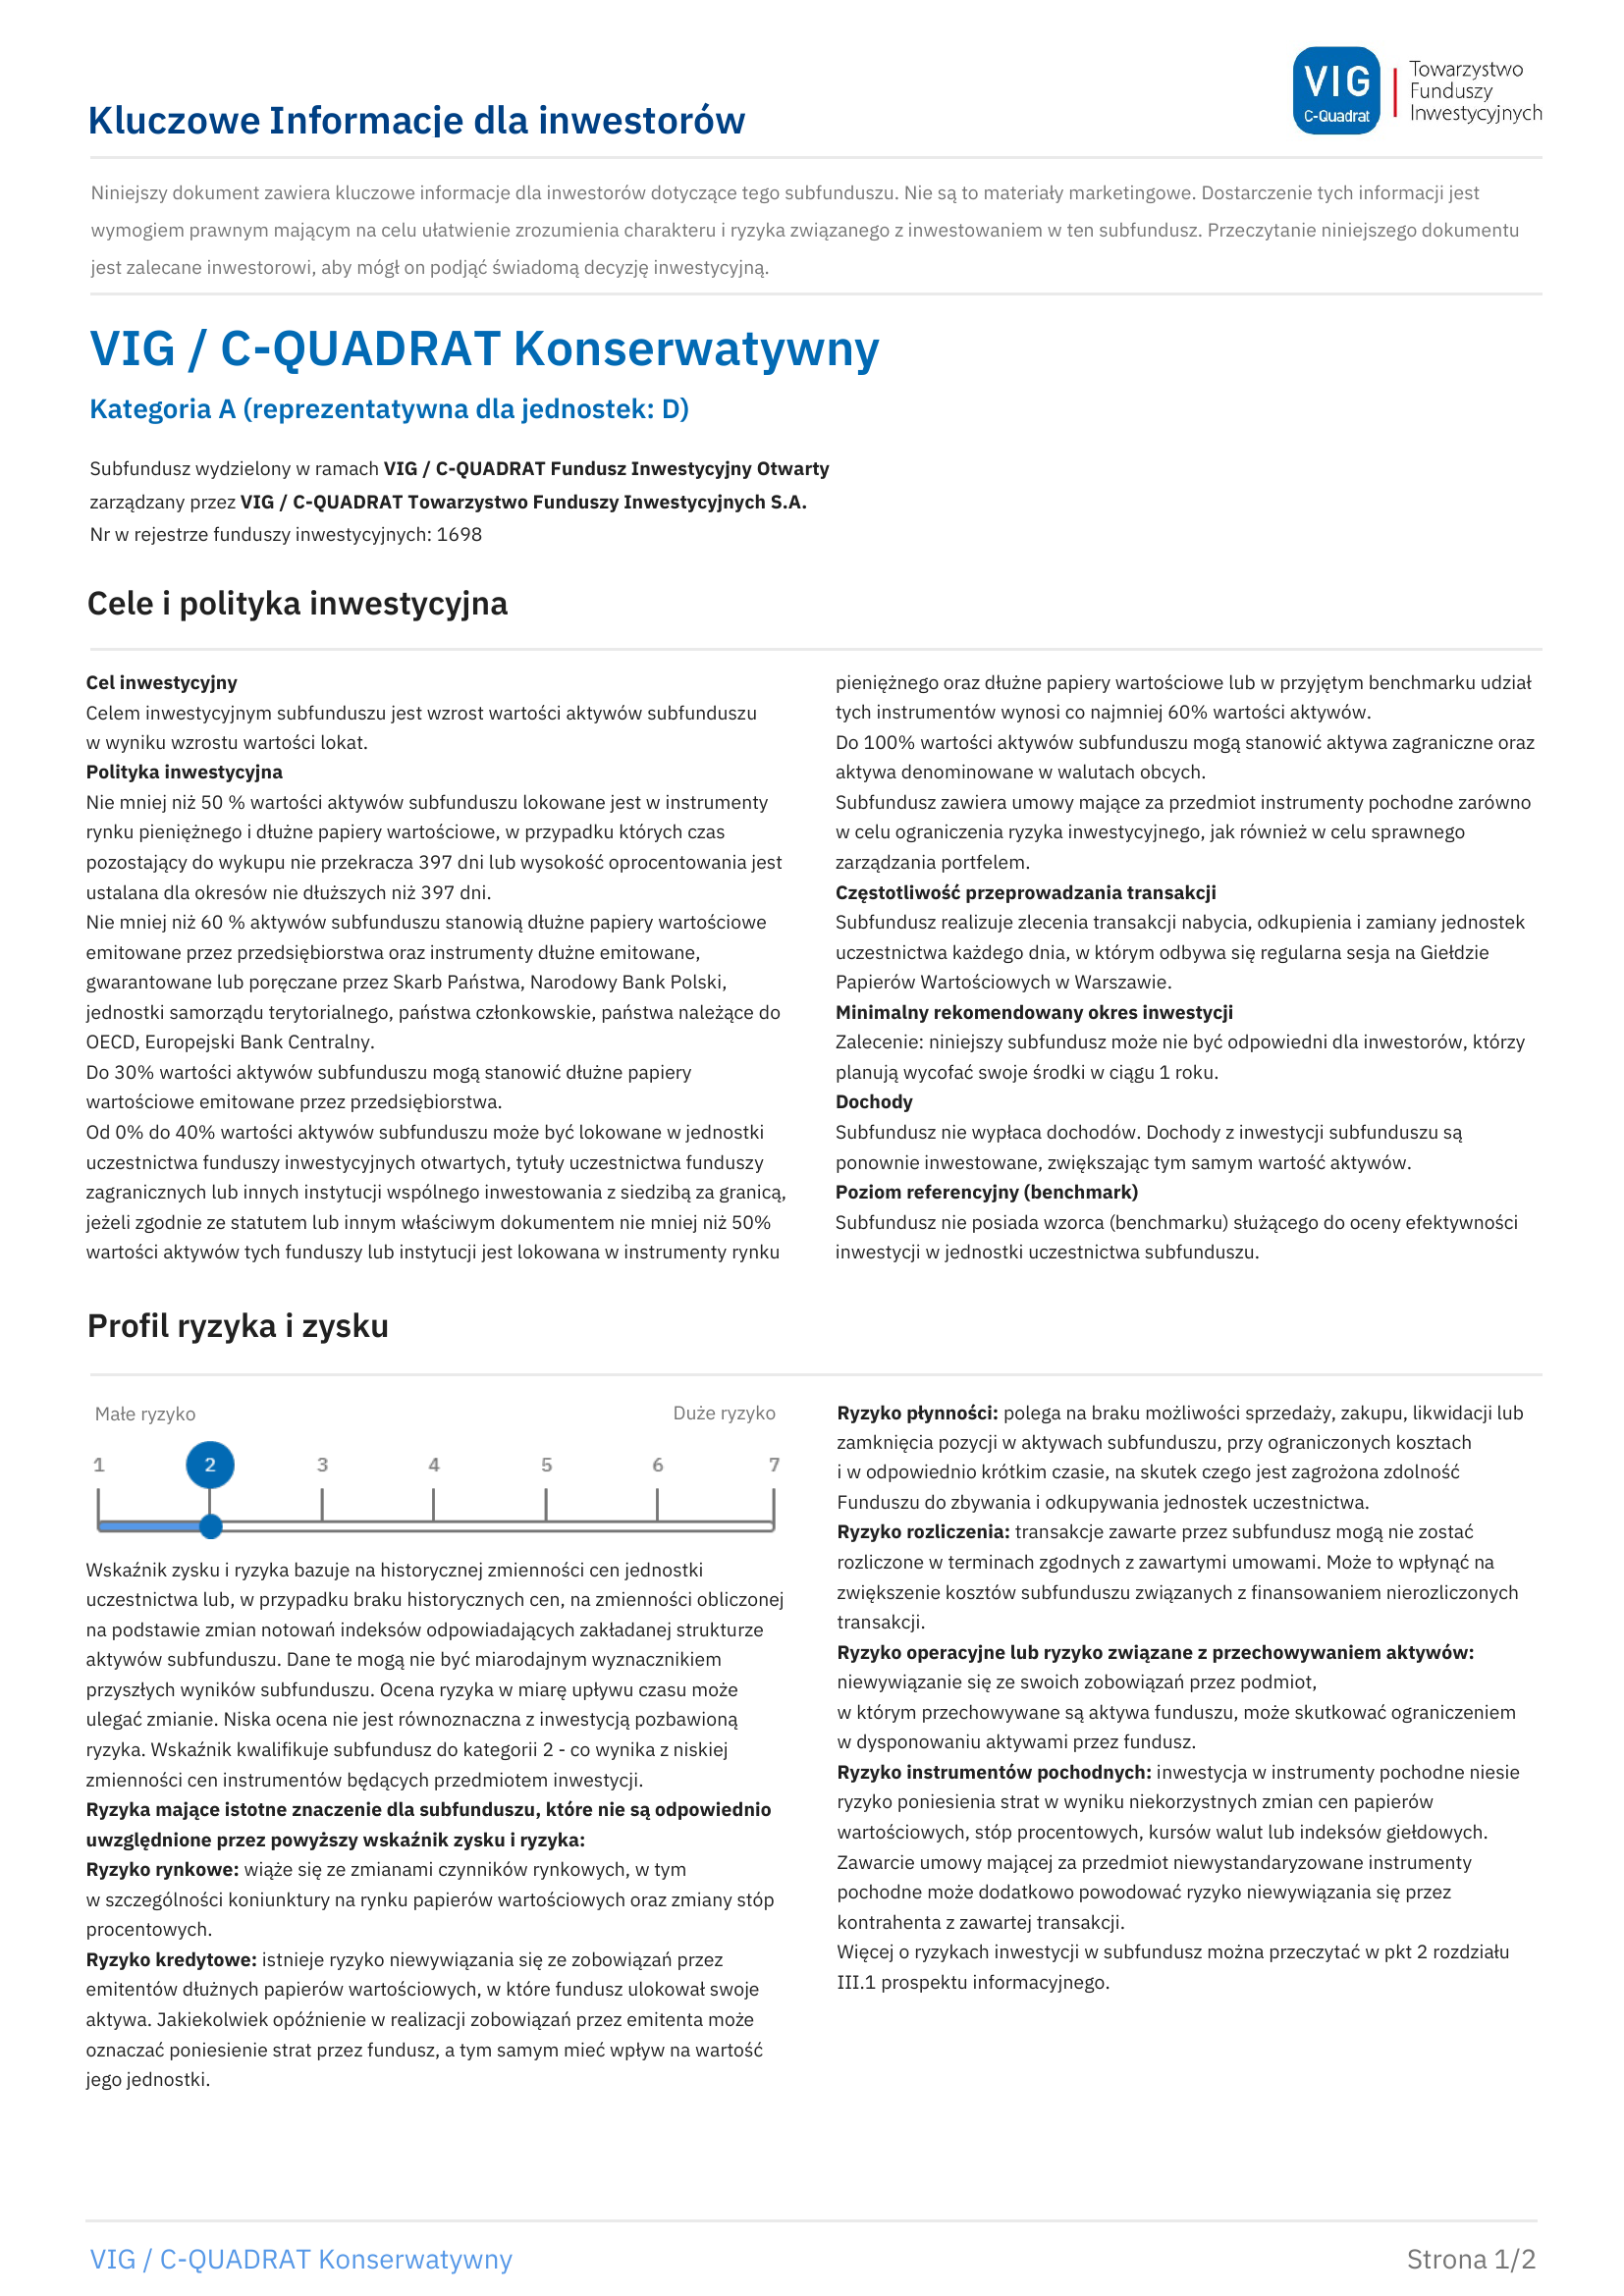 VIG
C-Quadrat
Towarzystwo
Funduszy
Inwestycyjnych
Kluczowe Informacje dla inwestorów
Niniejszy dokument zawiera kluczowe informacje dla inwestorów dotyczące tego subfunduszu. Nie są to materiały marketingowe. Dostarczenie tych informacji jest
wymogiem prawnym mającym na celu ułatwienie zrozumienia charakteru i ryzyka związanego z inwestowaniem w ten subfundusz. Przeczytanie niniejszego dokumentu
jest zalecane inwestorowi, aby mógł on podjąć świadomą decyzję inwestycyjną.
VIG / C-QUADRAT Konserwatywny
Kategoria A (reprezentatywna dla jednostek: D)
Subfundusz wydzielony w ramach VIG / C-QUADRAT Fundusz Inwestycyjny Otwarty
zarządzany przez VIG / C-QUADRAT Towarzystwo Funduszy Inwestycyjnych S.A.
Nr w rejestrze funduszy inwestycyjnych: 1698
Cele i polityka inwestycyjna
Cel inwestycyjny
Celem inwestycyjnym subfunduszu jest wzrost wartości aktywów subfunduszu
w wyniku wzrostu wartości lokat.
Polityka inwestycyjna
Nie mniej niż 50 % wartości aktywów subfunduszu lokowane jest w instrumenty
rynku pieniężnego i dłużne papiery wartościowe, w przypadku których czas
pozostający do wykupu nie przekracza 397 dni lub wysokość oprocentowania jest
ustalana dla okresów nie dłuższych niż 397 dni.
Nie mniej niż 60 % aktywów subfunduszu stanowią dłużne papiery wartościowe
emitowane przez przedsiębiorstwa oraz instrumenty dłużne emitowane,
gwarantowane lub poręczane przez Skarb Państwa, Narodowy Bank Polski,
jednostki samorządu terytorialnego, państwa członkowskie, państwa należące do
OECD, Europejski Bank Centralny.
Do 30% wartości aktywów subfunduszu mogą stanowić dłużne papiery
wartościowe emitowane przez przedsiębiorstwa.
Od 0% do 40% wartości aktywów subfunduszu może być lokowane w jednostki
uczestnictwa funduszy inwestycyjnych otwartych, tytuły uczestnictwa funduszy
zagranicznych lub innych instytucji wspólnego inwestowania z siedzibą za granicą,
jeżeli zgodnie ze statutem lub innym właściwym dokumentem nie mniej niż 50%
wartości aktywów tych funduszy lub instytucji jest lokowana w instrumenty rynku
pieniężnego oraz dłużne papiery wartościowe lub w przyjętym benchmarku udział
tych instrumentów wynosi co najmniej 60% wartości aktywów.
Do 100% wartości aktywów subfunduszu mogą stanowić aktywa zagraniczne oraz
aktywa denominowane w walutach obcych.
Subfundusz zawiera umowy mające za przedmiot instrumenty pochodne zarówno
w celu ograniczenia ryzyka inwestycyjnego, jak również w celu sprawnego
zarządzania portfelem.
Częstotliwość przeprowadzania transakcji
Subfundusz realizuje zlecenia transakcji nabycia, odkupienia i zamiany jednostek
uczestnictwa każdego dnia, w którym odbywa się regularna sesja na Giełdzie
Papierów Wartościowych w Warszawie.
Minimalny rekomendowany okres inwestycji
Zalecenie: niniejszy subfundusz może nie być odpowiedni dla inwestorów, którzy
planują wycofać swoje środki w ciągu 1 roku.
Dochody
Subfundusz nie wypłaca dochodów. Dochody z inwestycji subfunduszu są
ponownie inwestowane, zwiększając tym samym wartość aktywów.
Poziom referencyjny (benchmark)
Subfundusz nie posiada wzorca (benchmarku) służącego do oceny efektywności
inwestycji w jednostki uczestnictwa subfunduszu.
Profil ryzyka i zysku
Małe ryzyko Duże ryzyko
1 2 3 4 5 6 7
Wskaźnik zysku i ryzyka bazuje na historycznej zmienności cen jednostki
uczestnictwa lub, w przypadku braku historycznych cen, na zmienności obliczonej
na podstawie zmian notowań indeksów odpowiadających zakładanej strukturze
aktywów subfunduszu. Dane te mogą nie być miarodajnym wyznacznikiem
przyszłych wyników subfunduszu. Ocena ryzyka w miarę upływu czasu może
ulegać zmianie. Niska ocena nie jest równoznaczna z inwestycją pozbawioną
ryzyka. Wskaźnik kwalifikuje subfundusz do kategorii 2 - co wynika z niskiej
zmienności cen instrumentów będących przedmiotem inwestycji.
Ryzyka mające istotne znaczenie dla subfunduszu, które nie są odpowiednio
uwzględnione przez powyższy wskaźnik zysku i ryzyka:
Ryzyko rynkowe: wiąże się ze zmianami czynników rynkowych, w tym
w szczególności koniunktury na rynku papierów wartościowych oraz zmiany stóp
procentowych.
Ryzyko kredytowe: istnieje ryzyko niewywiązania się ze zobowiązań przez
emitentów dłużnych papierów wartościowych, w które fundusz ulokował swoje
aktywa. Jakiekolwiek opóźnienie w realizacji zobowiązań przez emitenta może
oznaczać poniesienie strat przez fundusz, a tym samym mieć wpływ na wartość
jego jednostki.
Ryzyko płynności: polega na braku możliwości sprzedaży, zakupu, likwidacji lub
zamknięcia pozycji w aktywach subfunduszu, przy ograniczonych kosztach
i w odpowiednio krótkim czasie, na skutek czego jest zagrożona zdolność
Funduszu do zbywania i odkupywania jednostek uczestnictwa.
Ryzyko rozliczenia: transakcje zawarte przez subfundusz mogą nie zostać
rozliczone w terminach zgodnych z zawartymi umowami. Może to wpłynąć na
zwiększenie kosztów subfunduszu związanych z finansowaniem nierozliczonych
transakcji.
Ryzyko operacyjne lub ryzyko związane z przechowywaniem aktywów:
niewywiązanie się ze swoich zobowiązań przez podmiot,
w którym przechowywane są aktywa funduszu, może skutkować ograniczeniem
w dysponowaniu aktywami przez fundusz.
Ryzyko instrumentów pochodnych: inwestycja w instrumenty pochodne niesie
ryzyko poniesienia strat w wyniku niekorzystnych zmian cen papierów
wartościowych, stóp procentowych, kursów walut lub indeksów giełdowych.
Zawarcie umowy mającej za przedmiot niewystandaryzowane instrumenty
pochodne może dodatkowo powodować ryzyko niewywiązania się przez
kontrahenta z zawartej transakcji.
Więcej o ryzykach inwestycji w subfundusz można przeczytać w pkt 2 rozdziału
III.1 prospektu informacyjnego.
VIG / C-QUADRAT Konserwatywny
Strona 1/2